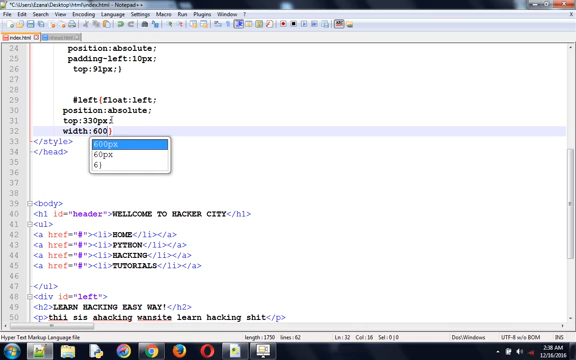 *C:\Users\Ezana\Desktop\html\index.html - Notepad++
File Edit Search View Encoding Language Settings Macro Run Plugins Window ?
index.html
24 position:absolute;
25 padding-left:10px;
26 top:91px;}
27
28
29 #left{float:left;
30 position:absolute;
31 top:330px;
32 width:600}
600px
60px
6}
33 </style>
34 </head>
35
36
37
38
39 <body>
40 <h1 id="header">WELLCOME TO HACKER CITY</h1>
41 <ul>
42 <a href="#"><li>HOME</li></a>
43 <a href="#"><li>PYTHON</li></a>
44 <a href="#"><li>HACKING</li></a>
45 <a href="#"><li>TUTORIALS</li></a>
46
47 </ul>
48 <div id="left">
49 <h2>LEARN HACKING EASY WAY!</h2>
50 <p>thii sis ahacking wansite learn hacking shit</p>
Hyper Text Markup Language file length : 1750 lines : 62 Ln : 32 Col : 16 Sel : 0 | 0 Dos\Windows UTF-8 w/o BOM INS
2:38 AM
12/16/2016